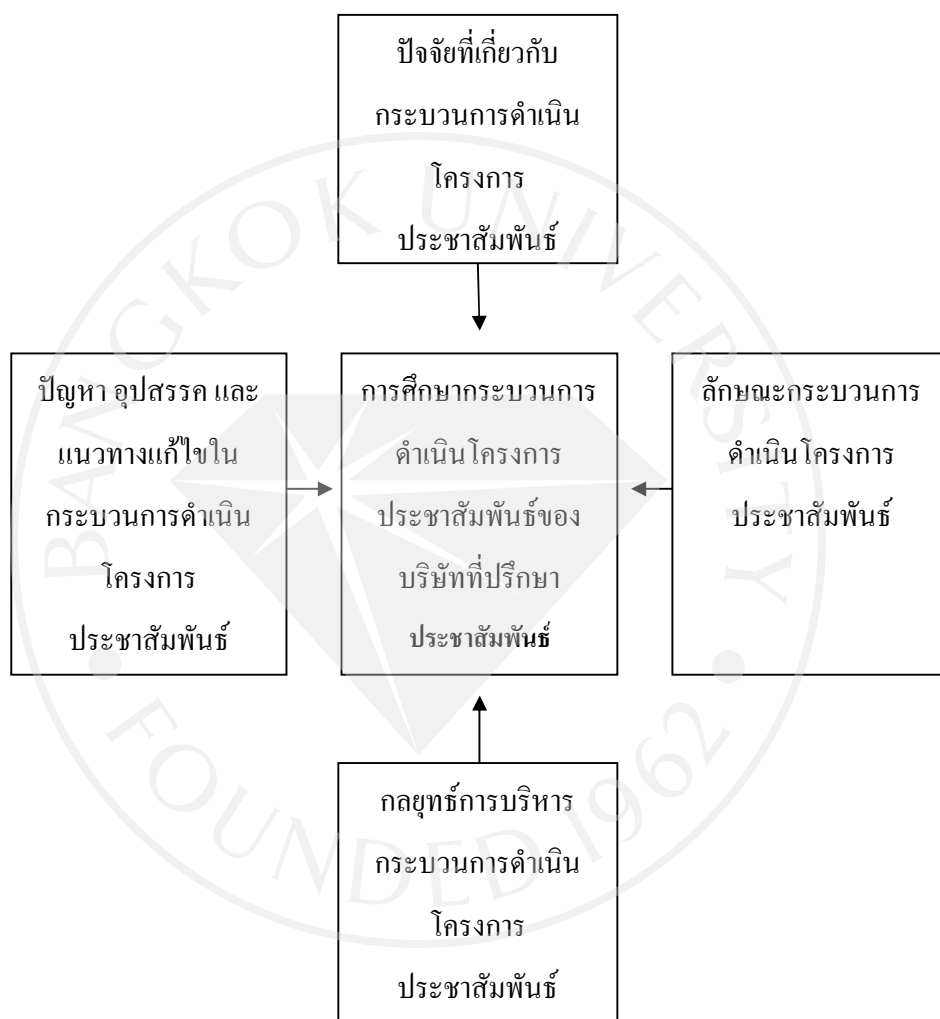 ปัจจัยที่เกี่ยวกับ
กระบวนการดำเนิน
โครงการ
ประชาสัมพันธ์
ปัญหา อุปสรรค และ
แนวทางแก้ไขใน
กระบวนการดำเนิน
โครงการ
ประชาสัมพันธ์
การศึกษากระบวนการ
ดำเนินโครงการ
ประชาสัมพันธ์ของ
บริษัทที่ปรึกษา
ประชาสัมพันธ์
ลักษณะกระบวนการ
ดำเนินโครงการ
ประชาสัมพันธ์
กลยุทธ์การบริหาร
กระบวนการดำเนิน
โครงการ
ประชาสัมพันธ์
BANGKOK UNIVERSITY
FOUNDED 1962